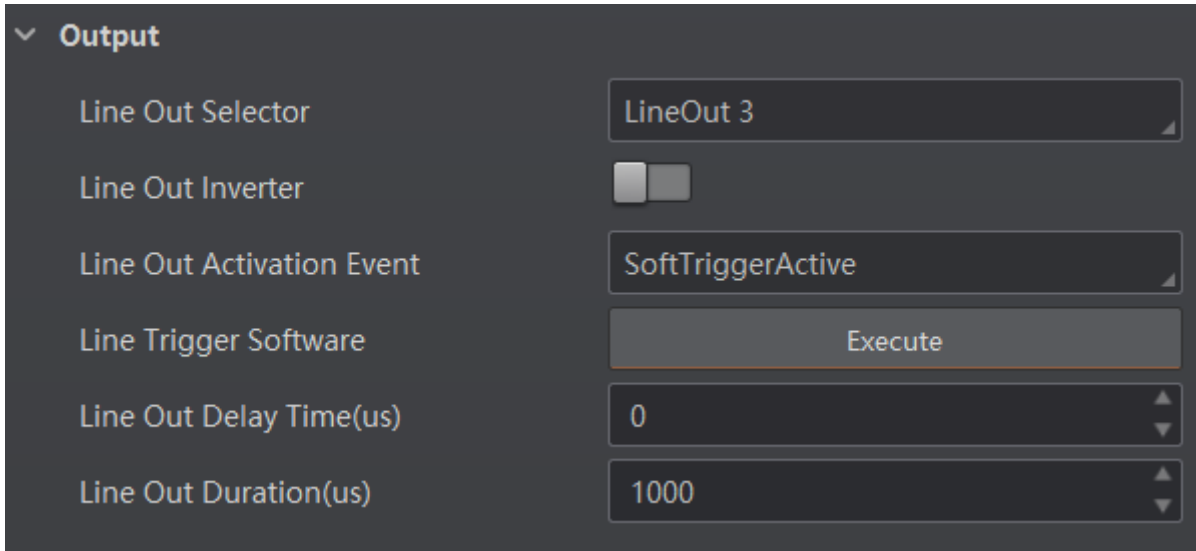 Output
Line Out Selector LineOut 3
Line Out Inverter
Line Out Activation Event SoftTriggerActive
Line Trigger Software Execute
Line Out Delay Time(us) 0
Line Out Duration(us) 1000